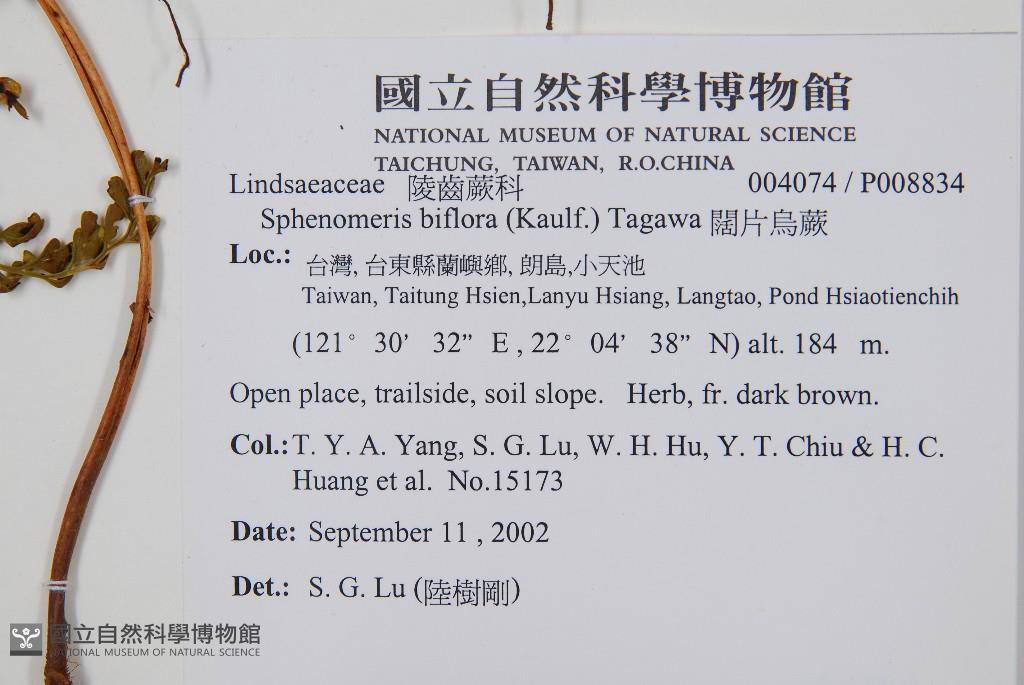 國立自然科學博物館
NATIONAL MUSEUM OF NATURAL SCIENCE
TAICHUNG, TAIWAN, R.O.CHINA
Lindsaeaceae 陵齒蕨科 004074 / P008834
Sphenomeris biflora (Kaulf.) Tagawa 闊片烏蕨
Loc.: 台灣, 台東縣蘭嶼鄉, 朗島,小天池
Taiwan, Taitung Hsien,Lanyu Hsiang, Langtao, Pond Hsiaotienchih
(121° 30’ 32” E , 22° 04’ 38” N) alt. 184 m.
Open place, trailside, soil slope. Herb, fr. dark brown.
Col.: T. Y. A. Yang, S. G. Lu, W. H. Hu, Y. T. Chiu & H. C.
Huang et al. No.15173
Date: September 11 , 2002
Det.: S. G. Lu (陸樹剛)
國立自然科學博物館
NATIONAL MUSEUM OF NATURAL SCIENCE